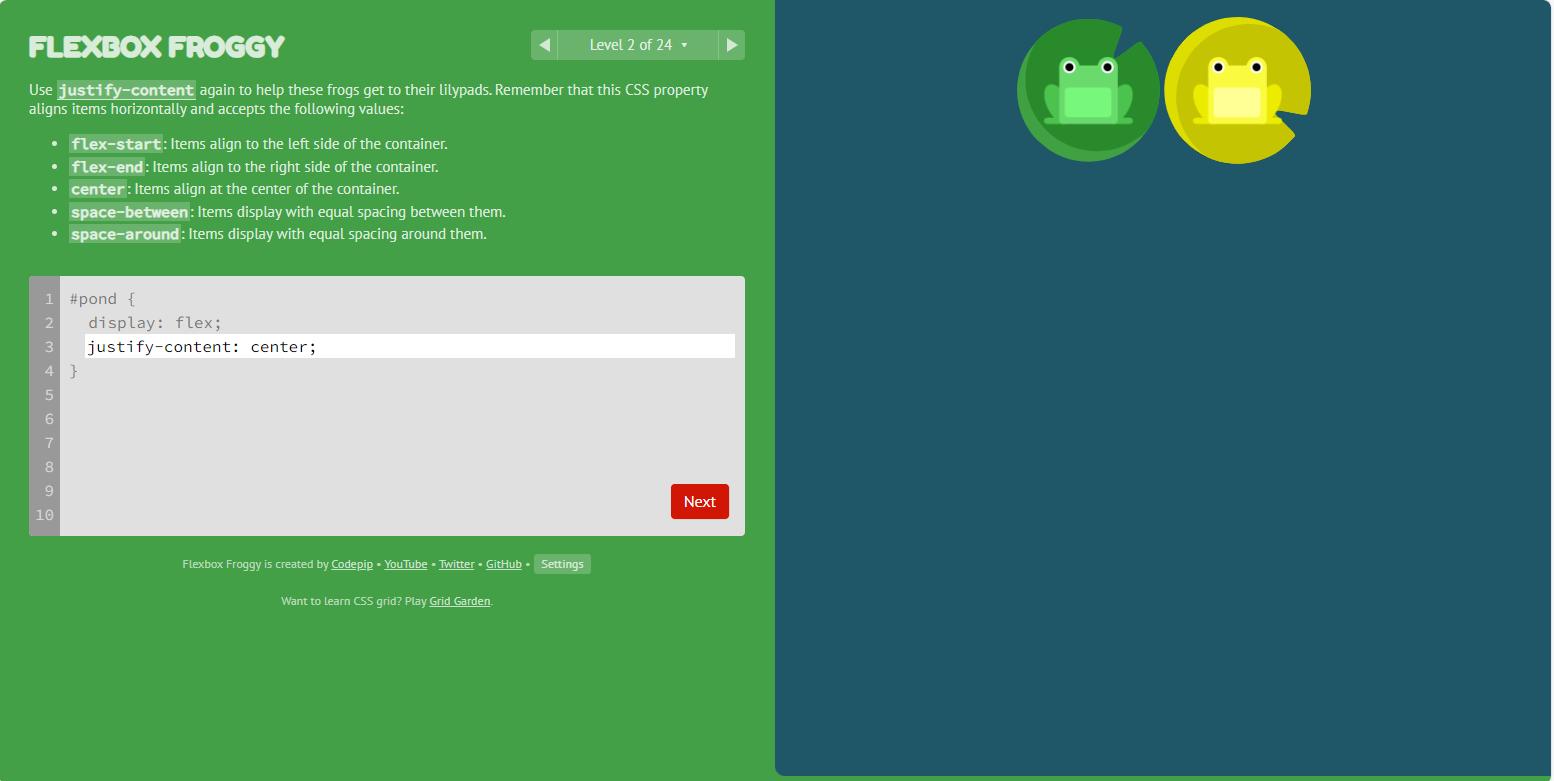 FLEXBOX FROGGY
Level 2 of 24
Use justify-content again to help these frogs get to their lilypads. Remember that this CSS property
aligns items horizontally and accepts the following values:
flex-start: Items align to the left side of the container.
flex-end: Items align to the right side of the container.
center: Items align at the center of the container.
space-between: Items display with equal spacing between them.
space-around: Items display with equal spacing around them.
1 #pond {
2 display: flex;
3 justify-content: center;
4 }
5
6
7
8
9
10
Next
Flexbox Froggy is created by Codepip • YouTube • Twitter • GitHub • Settings
Want to learn CSS grid? Play Grid Garden.